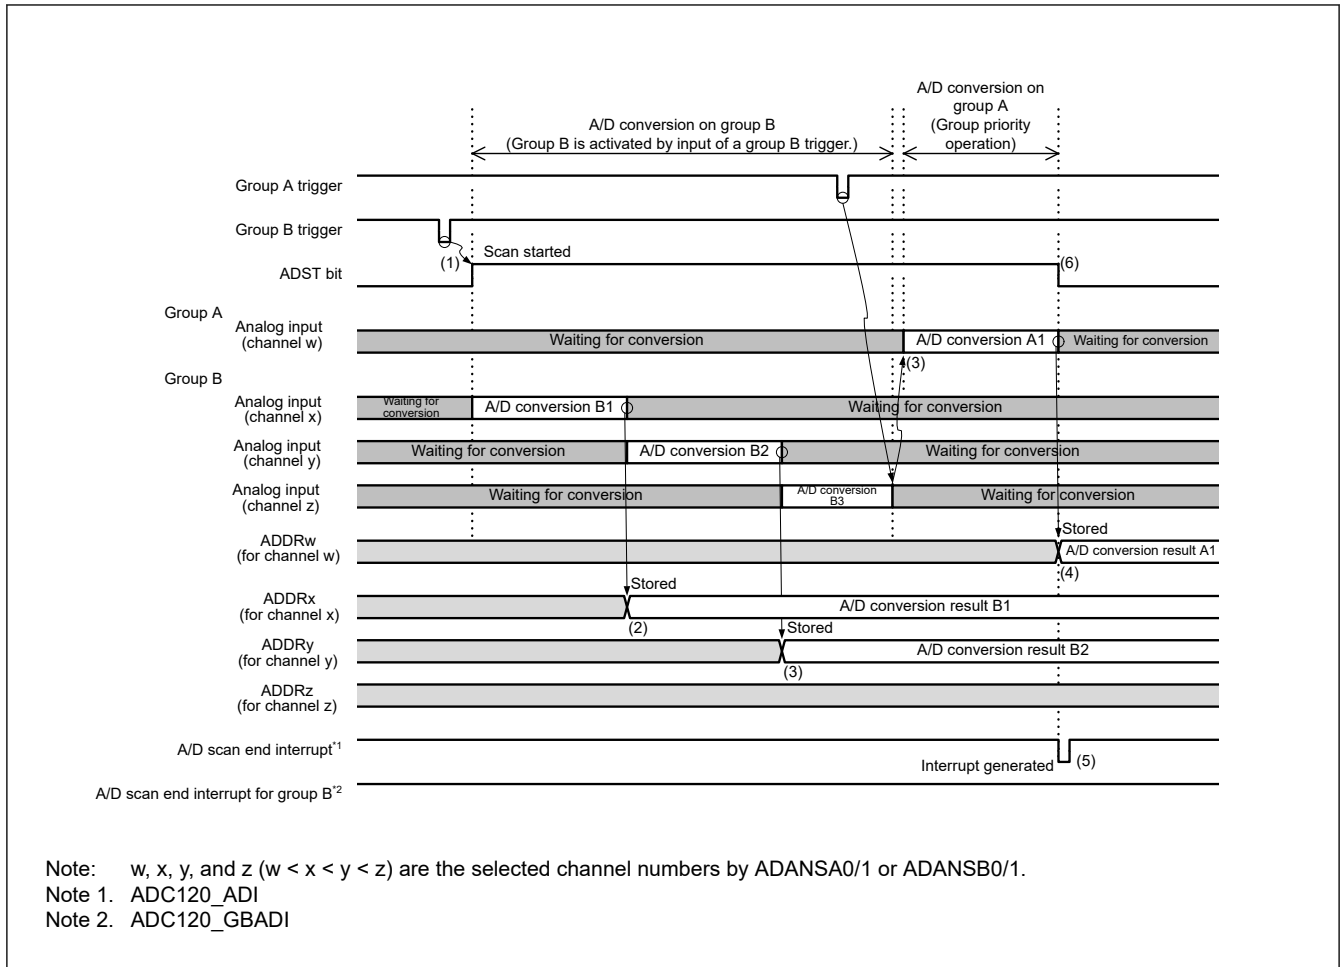 A/D conversion on
group A
(Group priority
operation)
A/D conversion on group B
(Group B is activated by input of a group B trigger.)
Group A trigger
Group B trigger
(1)
Scan started
ADST bit
(6)
Group A
Analog input
(channel w)
Waiting for conversion
A/D conversion A1
Waiting for conversion
(3)
Group B
Analog input
(channel x)
Waiting for
conversion
A/D conversion B1
Waiting for conversion
Analog input
(channel y)
Waiting for conversion
A/D conversion B2
Waiting for conversion
Analog input
(channel z)
Waiting for conversion
A/D conversion
B3
Waiting for conversion
ADDRw
(for channel w)
Stored
A/D conversion result A1
(4)
ADDRx
(for channel x)
Stored
A/D conversion result B1
(2)
ADDRy
(for channel y)
Stored
A/D conversion result B2
(3)
ADDRz
(for channel z)
A/D scan end interrupt*1
Interrupt generated
(5)
A/D scan end interrupt for group B*2
Note: w, x, y, and z (w < x < y < z) are the selected channel numbers by ADANSA0/1 or ADANSB0/1.
Note 1. ADC120_ADI
Note 2. ADC120_GBADI